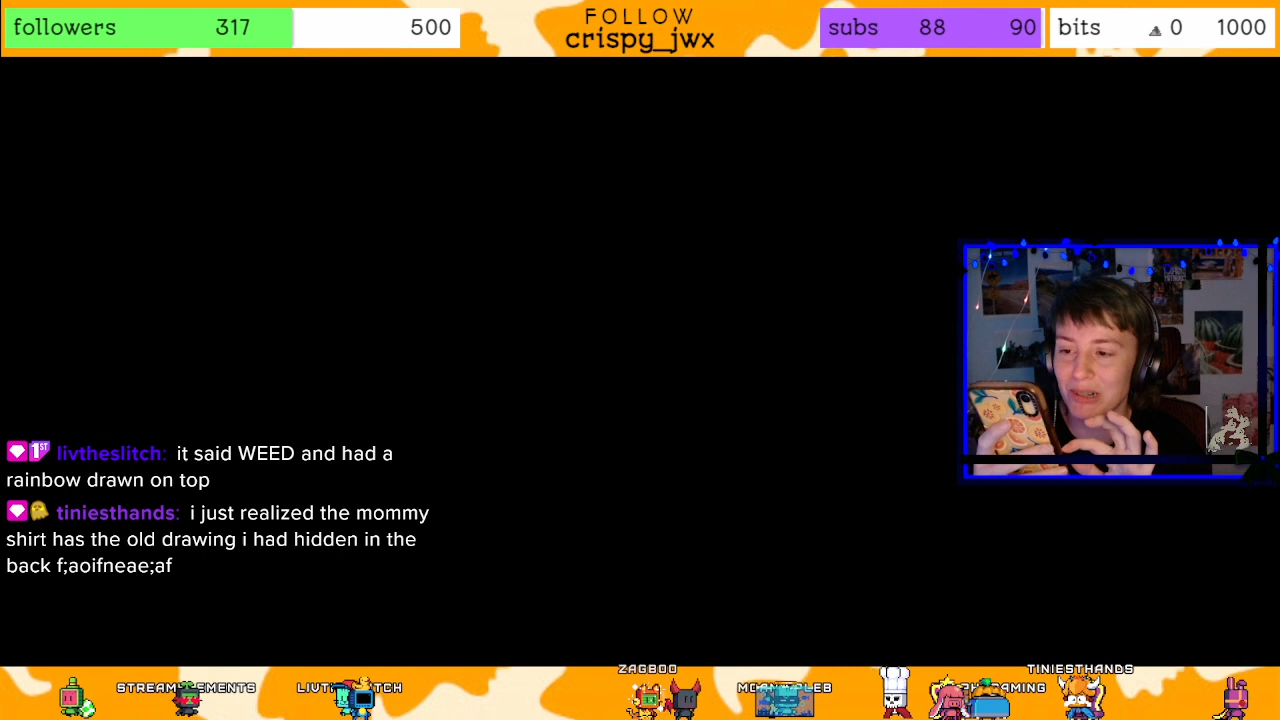 followers 317 500
FOLLOW
crispy_jwx
subs 88 90
bits 0 1000
livtheslitch: it said WEED and had a
rainbow drawn on top
tiniesthands: i just realized the mommy
shirt has the old drawing i had hidden in the
back f;aoifneae;af
ZAGBOO
TINIESTHANDS